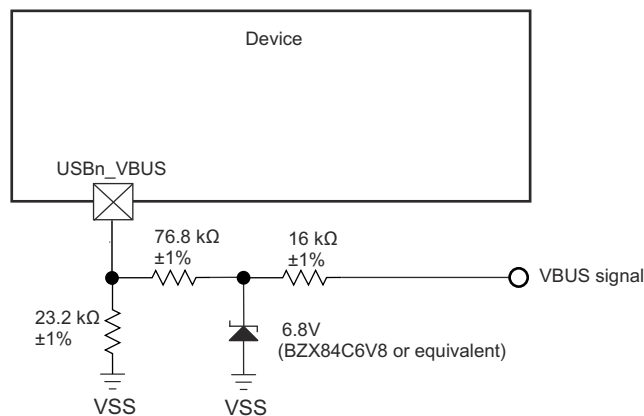 Device
USBn_VBUS
76.8 kΩ
±1%
16 kΩ
±1%
VBUS signal
23.2 kΩ
±1%
6.8V
(BZX84C6V8 or equivalent)
VSS
VSS